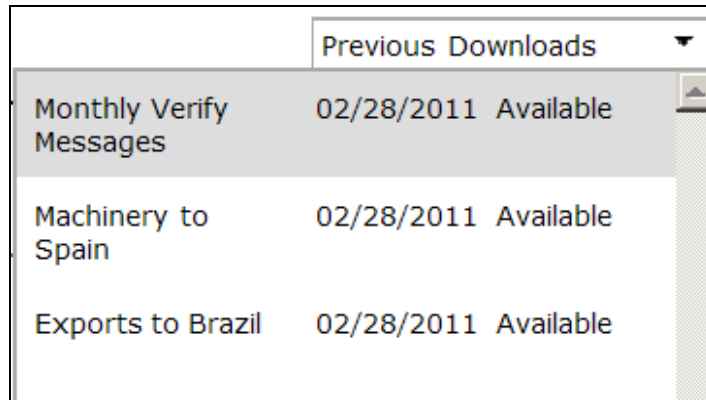 Previous Downloads
Monthly Verify Messages 02/28/2011 Available
Machinery to Spain 02/28/2011 Available
Exports to Brazil 02/28/2011 Available